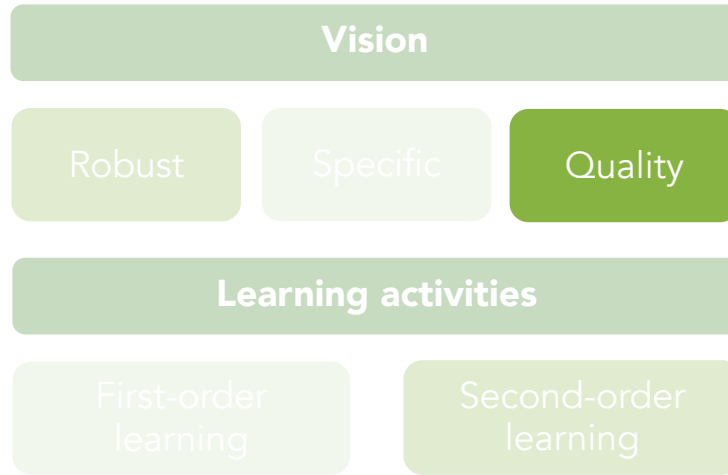 Vision
Robust Specific Quality
Learning activities
First-order Second-order
learning learning